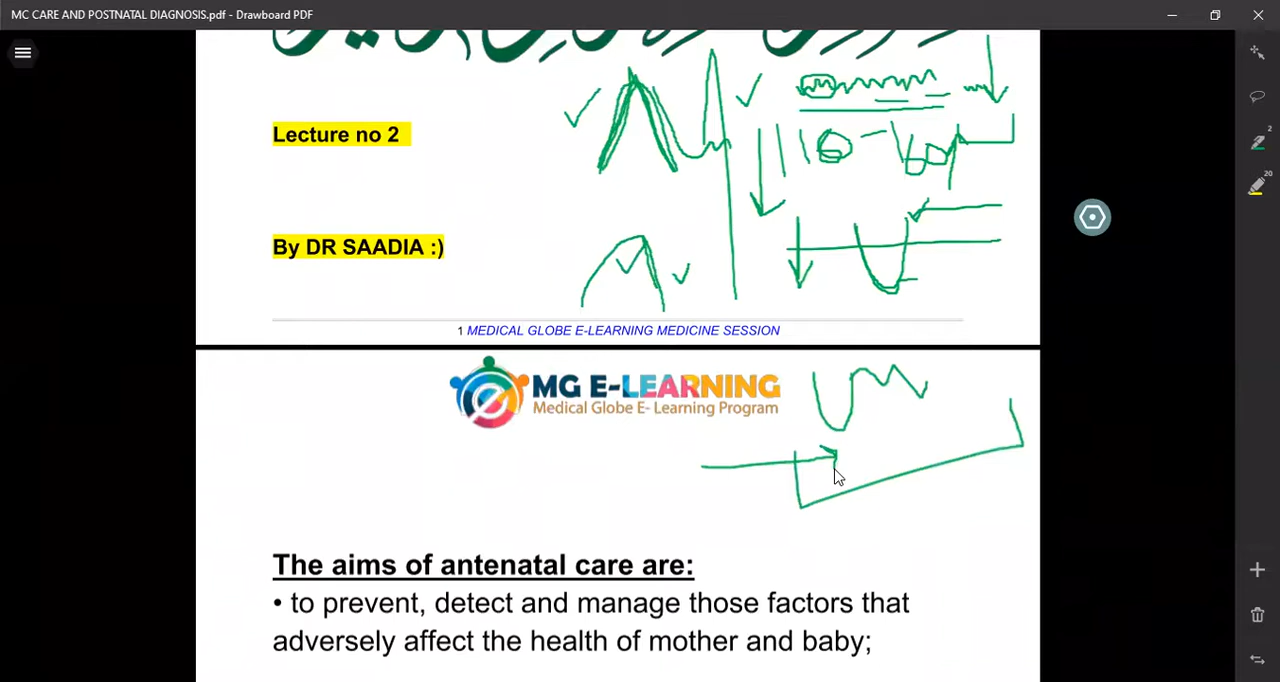 MC CARE AND POSTNATAL DIAGNOSIS.pdf - Drawboard PDF
2
20
Lecture no 2
By DR SAADIA :)
1 MEDICAL GLOBE E-LEARNING MEDICINE SESSION
MG E-LEARNING
Medical Globe E- Learning Program
The aims of antenatal care are:
• to prevent, detect and manage those factors that
adversely affect the health of mother and baby;